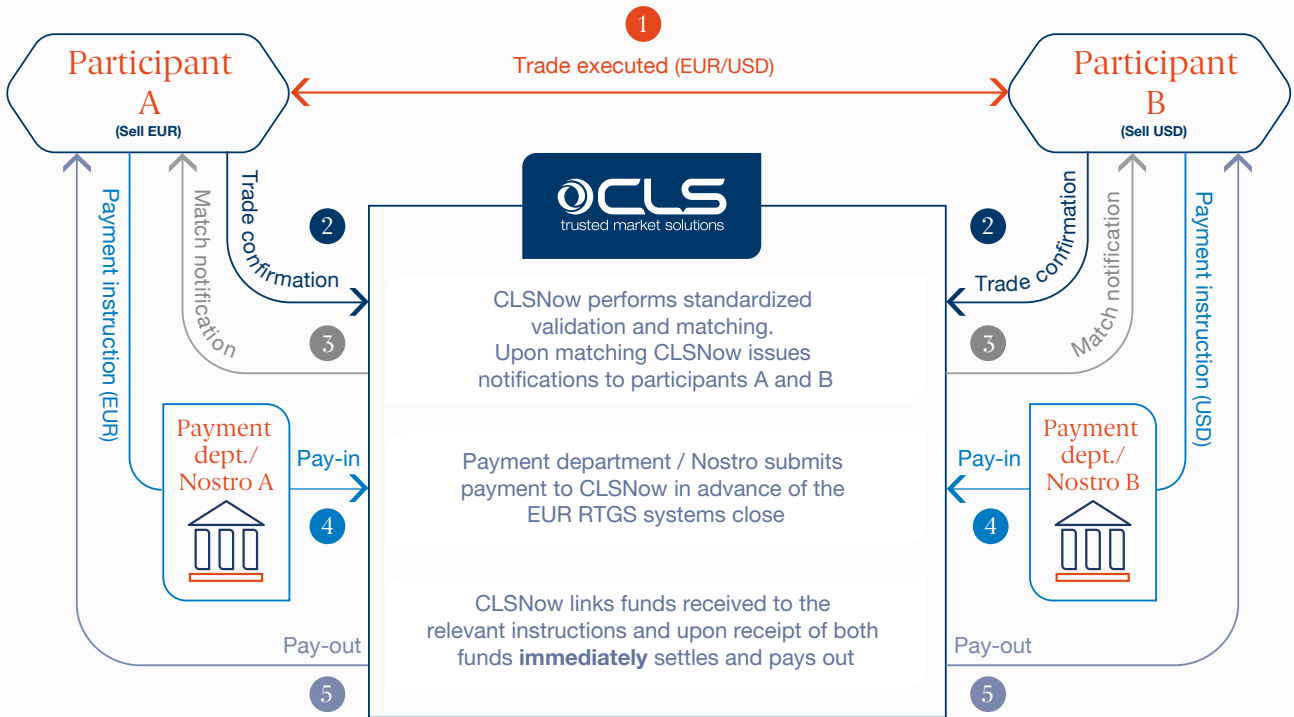 1
Trade executed (EUR/USD)
Participant
A
(Sell EUR)
Participant
B
(Sell USD)
Payment instruction (EUR)
Match notification
Trade confirmation
2
3
CLS
trusted market solutions
CLSNow performs standardized
validation and matching.
Upon matching CLSNow issues
notifications to participants A and B
2
3
Trade confirmation
Match notification
Payment instruction (USD)
Payment
dept./
Nostro A
Pay-in
4
Payment department / Nostro submits
payment to CLSNow in advance of the
EUR RTGS systems close
Pay-in
4
Payment
dept./
Nostro B
CLSNow links funds received to the
relevant instructions and upon receipt of both
funds immediately settles and pays out
Pay-out
5
Pay-out
5